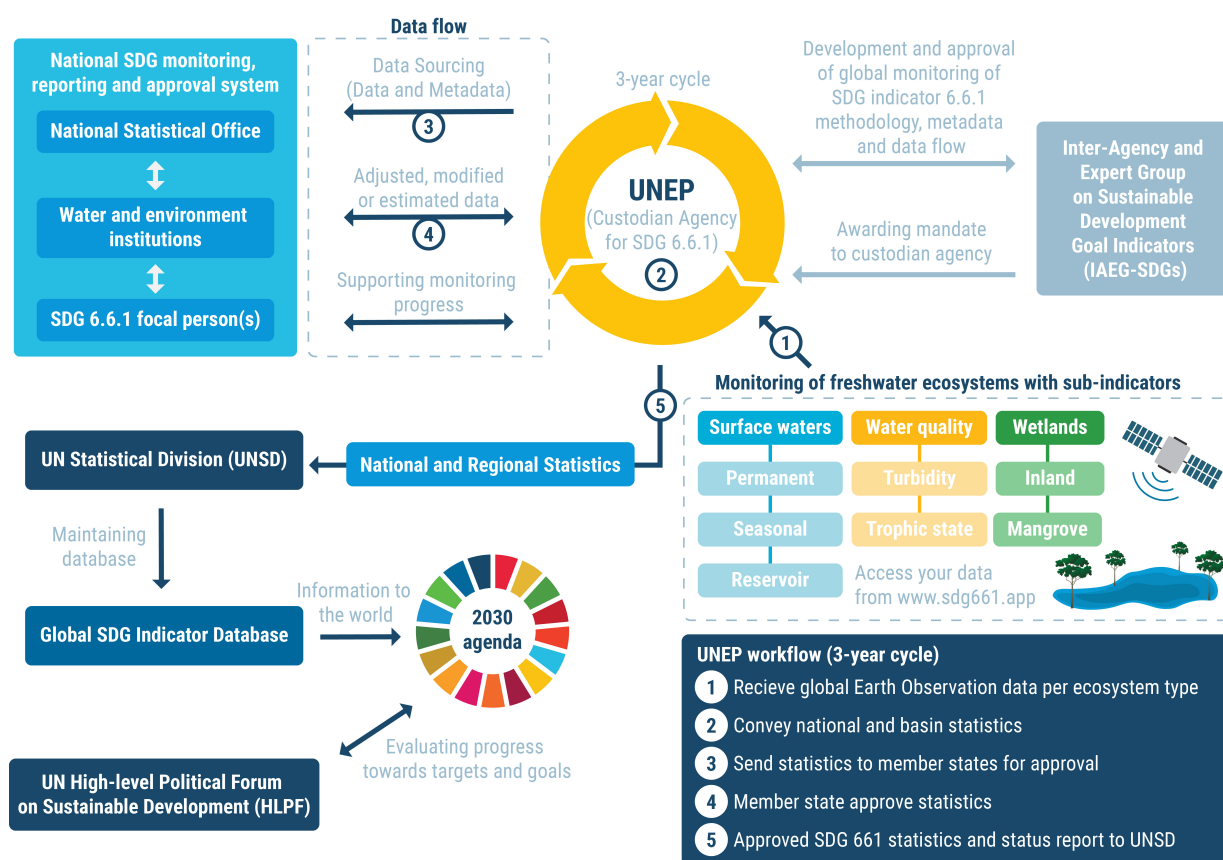 Data flow
National SDG monitoring,
reporting and approval system
National Statistical Office
Water and environment
institutions
SDG 6.6.1 focal person(s)
Data Sourcing
(Data and Metadata)
3
Adjusted, modified
or estimated data
4
Supporting monitoring
progress
3-year cycle
UNEP
(Custodian Agency
for SDG 6.6.1)
2
Development and approval
of global monitoring of
SDG indicator 6.6.1
methodology, metadata
and data flow
Awarding mandate
to custodian agency
Inter-Agency and
Expert Group
on Sustainable
Development
Goal Indicators
(IAEG-SDGs)
1
5
Monitoring of freshwater ecosystems with sub-indicators
Surface waters
Permanent
Seasonal
Reservoir
Water quality
Turbidity
Trophic state
Wetlands
Inland
Mangrove
Access your data
from www.sdg661.app
National and Regional Statistics
UN Statistical Division (UNSD)
Maintaining
database
Global SDG Indicator Database
Information to
the world
2030
agenda
Evaluating progress
towards targets and goals
UN High-level Political Forum
on Sustainable Development (HLPF)
UNEP workflow (3-year cycle)
1 Recieve global Earth Observation data per ecosystem type
2 Convey national and basin statistics
3 Send statistics to member states for approval
4 Member state approve statistics
5 Approved SDG 661 statistics and status report to UNSD